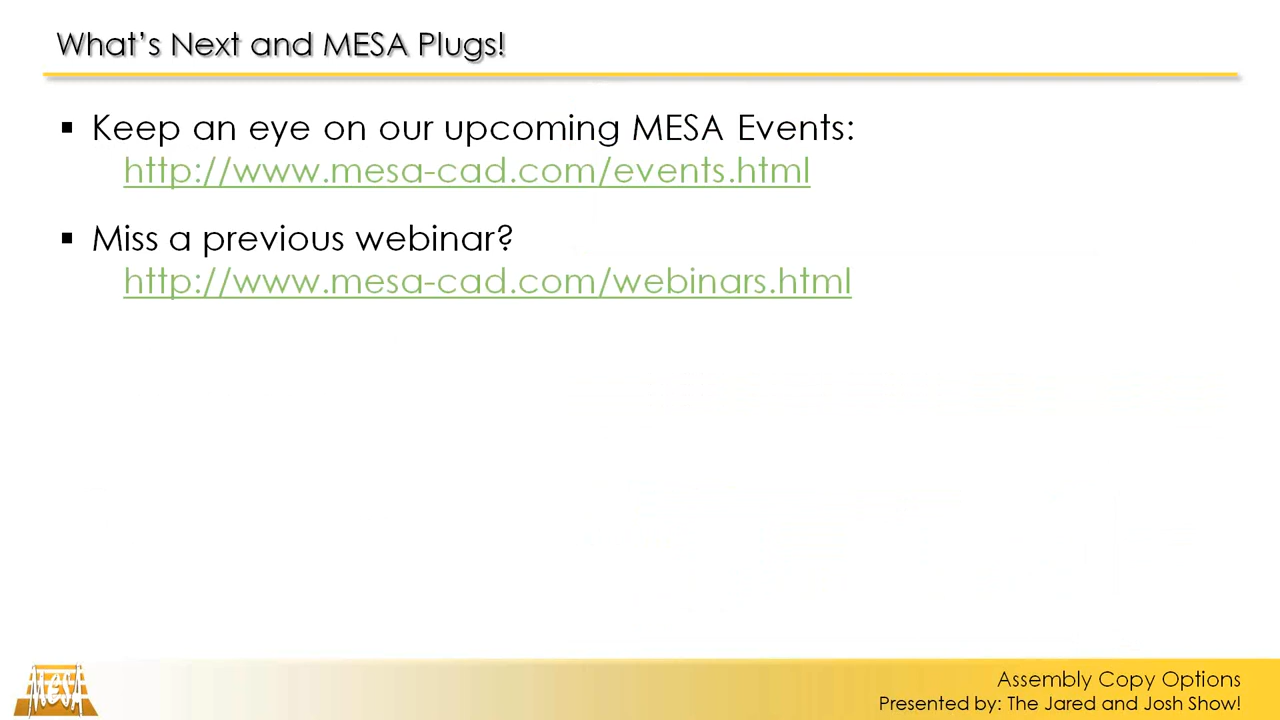 What's Next and MESA Plugs!
▪ Keep an eye on our upcoming MESA Events:
http://www.mesa-cad.com/events.html
▪ Miss a previous webinar?
http://www.mesa-cad.com/webinars.html
MESA
Assembly Copy Options
Presented by: The Jared and Josh Show!